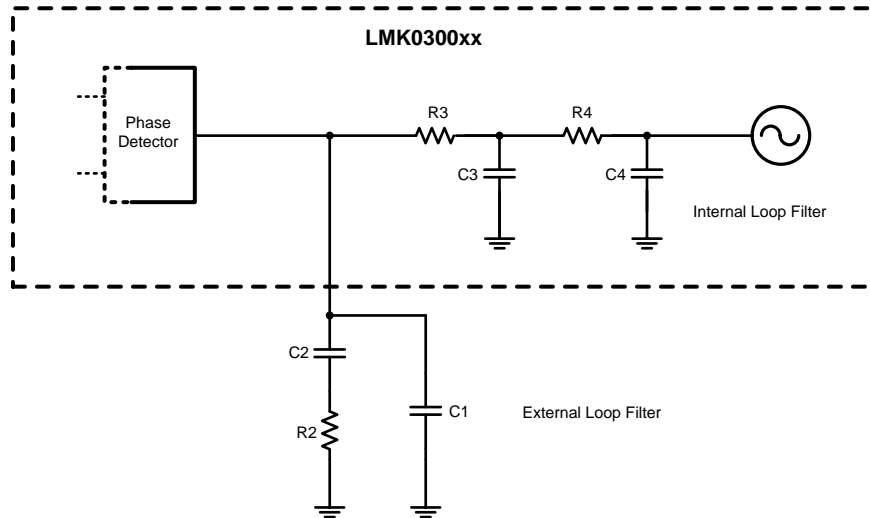 LMK0300xx
Phase
Detector
R3
R4
C3
C4
Internal Loop Filter
C2
C1
External Loop Filter
R2